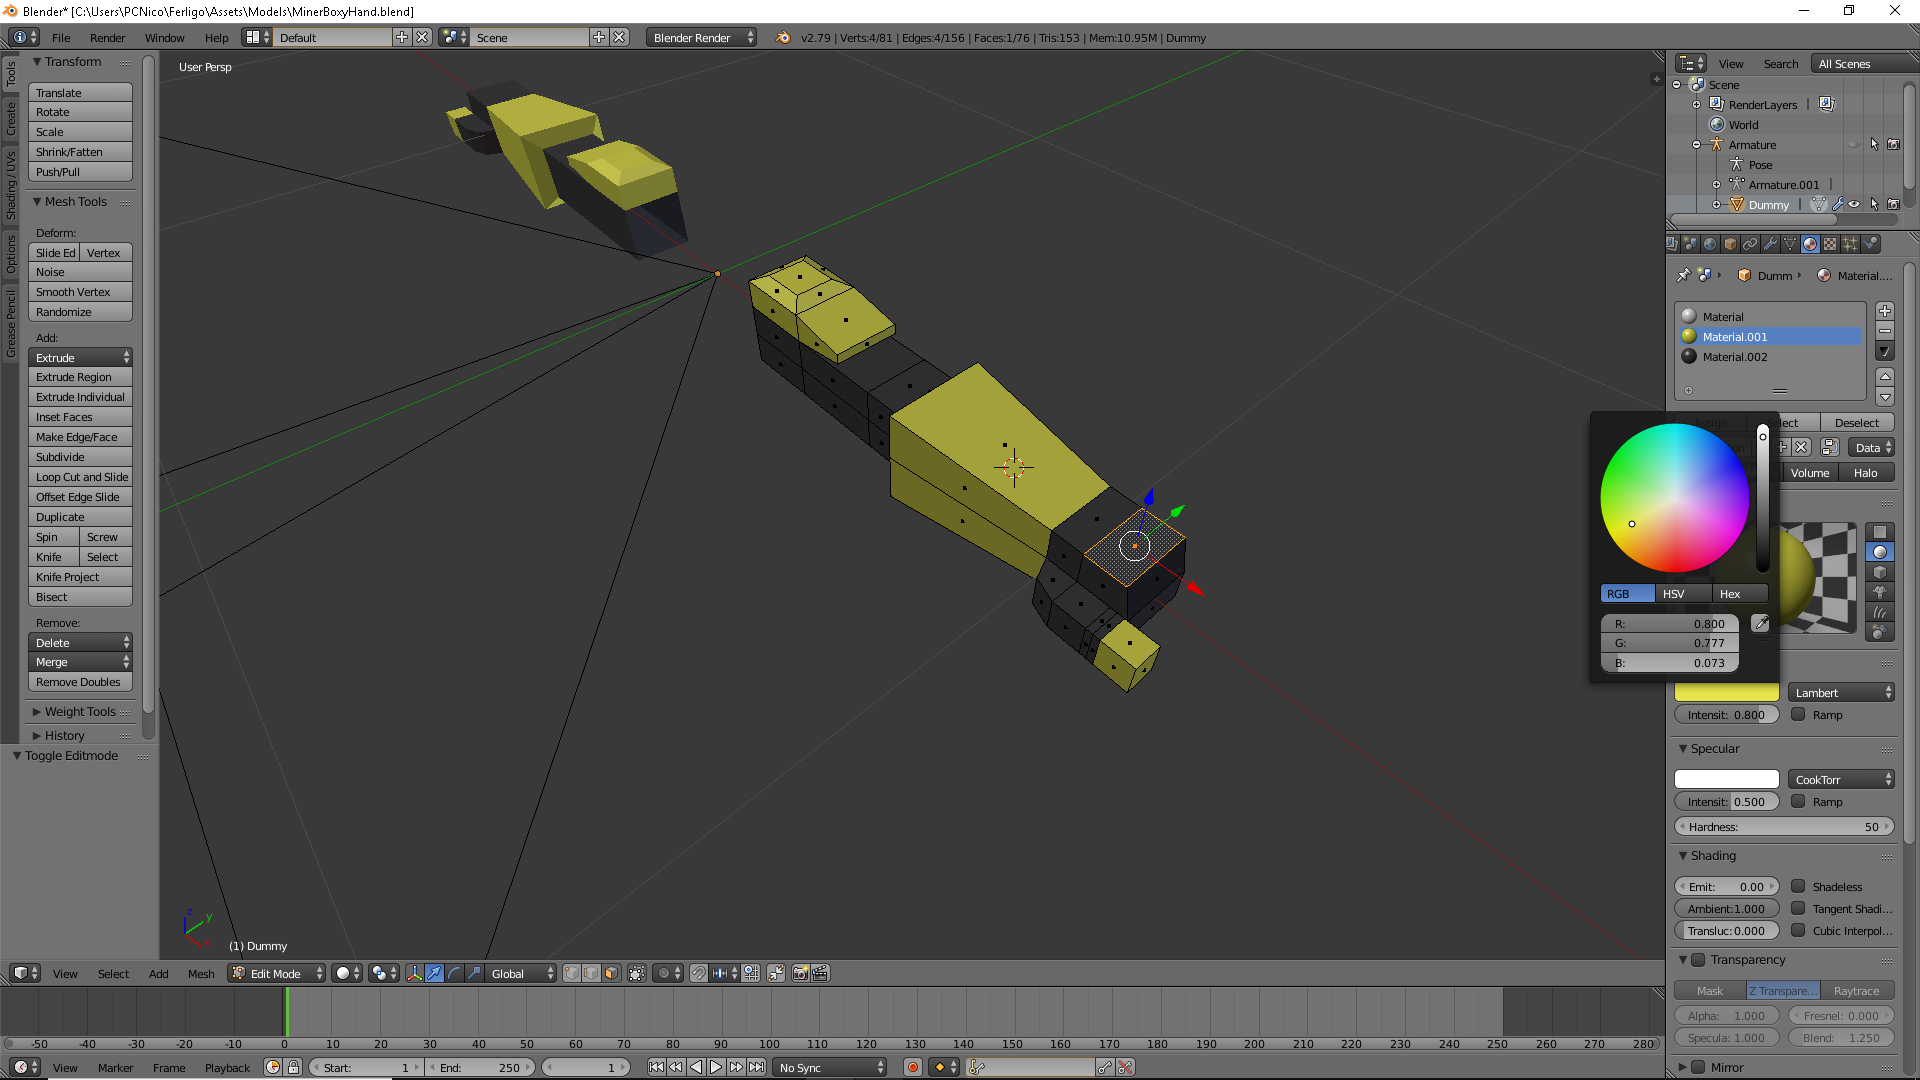 Blender* [C:\Users\PCNico\Ferligo\Assets\Models\MinerBoxyHand.blend]
File Render Window Help Default Scene Blender Render v2.79 | Verts:4/81 | Edges:4/156 | Faces:1/76 | Tris:153 | Mem:10.95M | Dummy
Tools
Create
Shading / UVs
Options
Grease Pencil
Transform
Translate
Rotate
Scale
Shrink/Fatten
Push/Pull
Mesh Tools
Deform:
Slide Ed Vertex
Noise
Smooth Vertex
Randomize
Add:
Extrude
Extrude Region
Extrude Individual
Inset Faces
Make Edge/Face
Subdivide
Loop Cut and Slide
Offset Edge Slide
Duplicate
Spin Screw
Knife Select
Knife Project
Bisect
Remove:
Delete
Merge
Remove Doubles
Weight Tools
History
Toggle Editmode
User Persp
z
y
x
(1) Dummy
View Search All Scenes
Scene
RenderLayers
World
Armature
Pose
Armature.001
Dummy
Dumm Material....
Material
Material.001
Material.002
Assign Select Deselect
Data
Volume Halo
RGB HSV Hex
R: 0.800
G: 0.777
B: 0.073
Lambert
Intensit: 0.800 Ramp
Specular
CookTorr
Intensit: 0.500 Ramp
Hardness: 50
Shading
Emit: 0.00 Shadeless
Ambient:1.000 Tangent Shadi...
Transluc:0.000 Cubic Interpol...
Transparency
Mask Z Transpare... Raytrace
Alpha: 1.000 Fresnel: 0.000
Specula: 1.000 Blend: 1.250
Mirror
View Select Add Mesh Edit Mode Global
-50 -40 -30 -20 -10 0 10 20 30 40 50 60 70 80 90 100 110 120 130 140 150 160 170 180 190 200 210 220 230 240 250 260 270 280
View Marker Frame Playback Start: 1 End: 250 1 No Sync